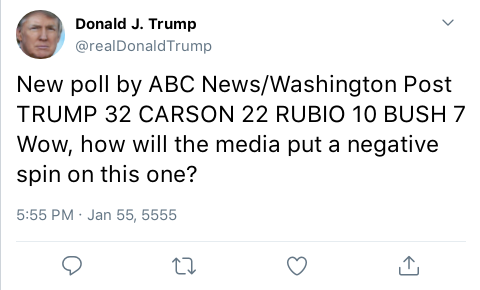 Donald J. Trump
@realDonaldTrump
New poll by ABC News/Washington Post
TRUMP 32 CARSON 22 RUBIO 10 BUSH 7
Wow, how will the media put a negative
spin on this one?
5:55 PM · Jan 55, 5555